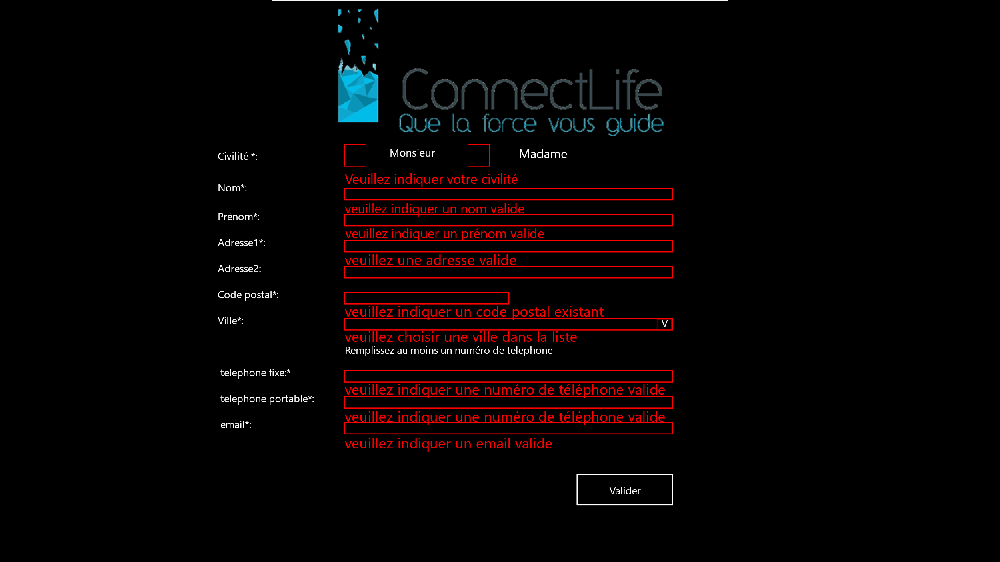 ConnectLife
Que la force vous guide
Civilité *:
Monsieur
Madame
Veuillez indiquer votre civilité
Nom*:
veuillez indiquer un nom valide
Prénom*:
veuillez indiquer un prénom valide
Adresse1*:
veuillez une adresse valide
Adresse2:
Code postal*:
veuillez indiquer un code postal existant
Ville*:
V
veuillez choisir une ville dans la liste
Remplissez au moins un numéro de telephone
telephone fixe:*
veuillez indiquer une numéro de téléphone valide
telephone portable*:
veuillez indiquer une numéro de téléphone valide
email*:
veuillez indiquer un email valide
Valider